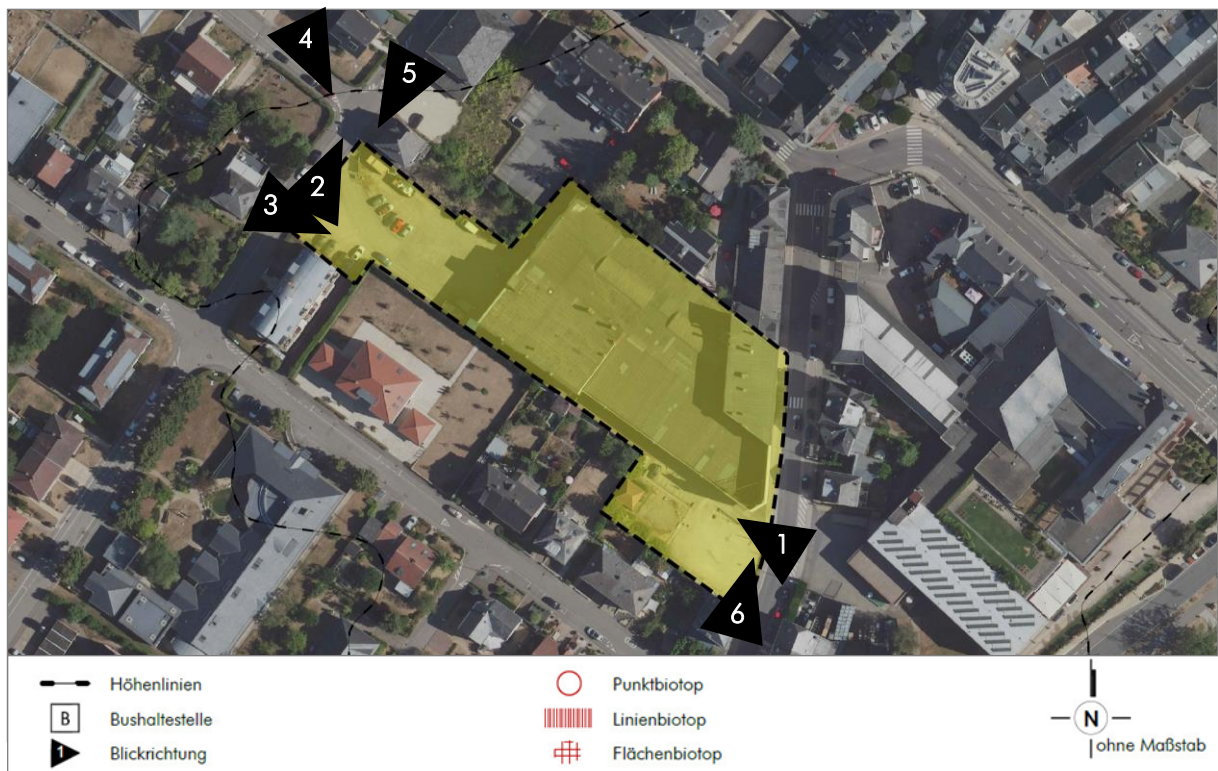 4
5
2
3
1
6
Höhenlinien
Punktbiotop
B Bushaltestelle
Linienbiotop
N
1 Blickrichtung
Flächenbiotop
ohne Maßstab